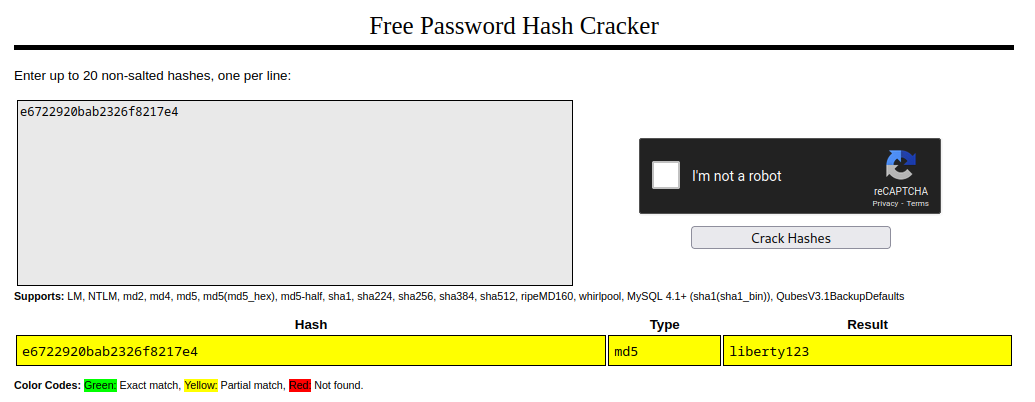 Free Password Hash Cracker
Enter up to 20 non-salted hashes, one per line:
e6722920bab2326f8217e4
I'm not a robot
reCAPTCHA
Privacy - Terms
Crack Hashes
Supports: LM, NTLM, md2, md4, md5, md5(md5_hex), md5-half, sha1, sha224, sha256, sha384, sha512, ripeMD160, whirlpool, MySQL 4.1+ (sha1(sha1_bin)), QubesV3.1BackupDefaults
Hash Type Result
e6722920bab2326f8217e4 md5 liberty123
Color Codes: Green: Exact match, Yellow: Partial match, Red: Not found.